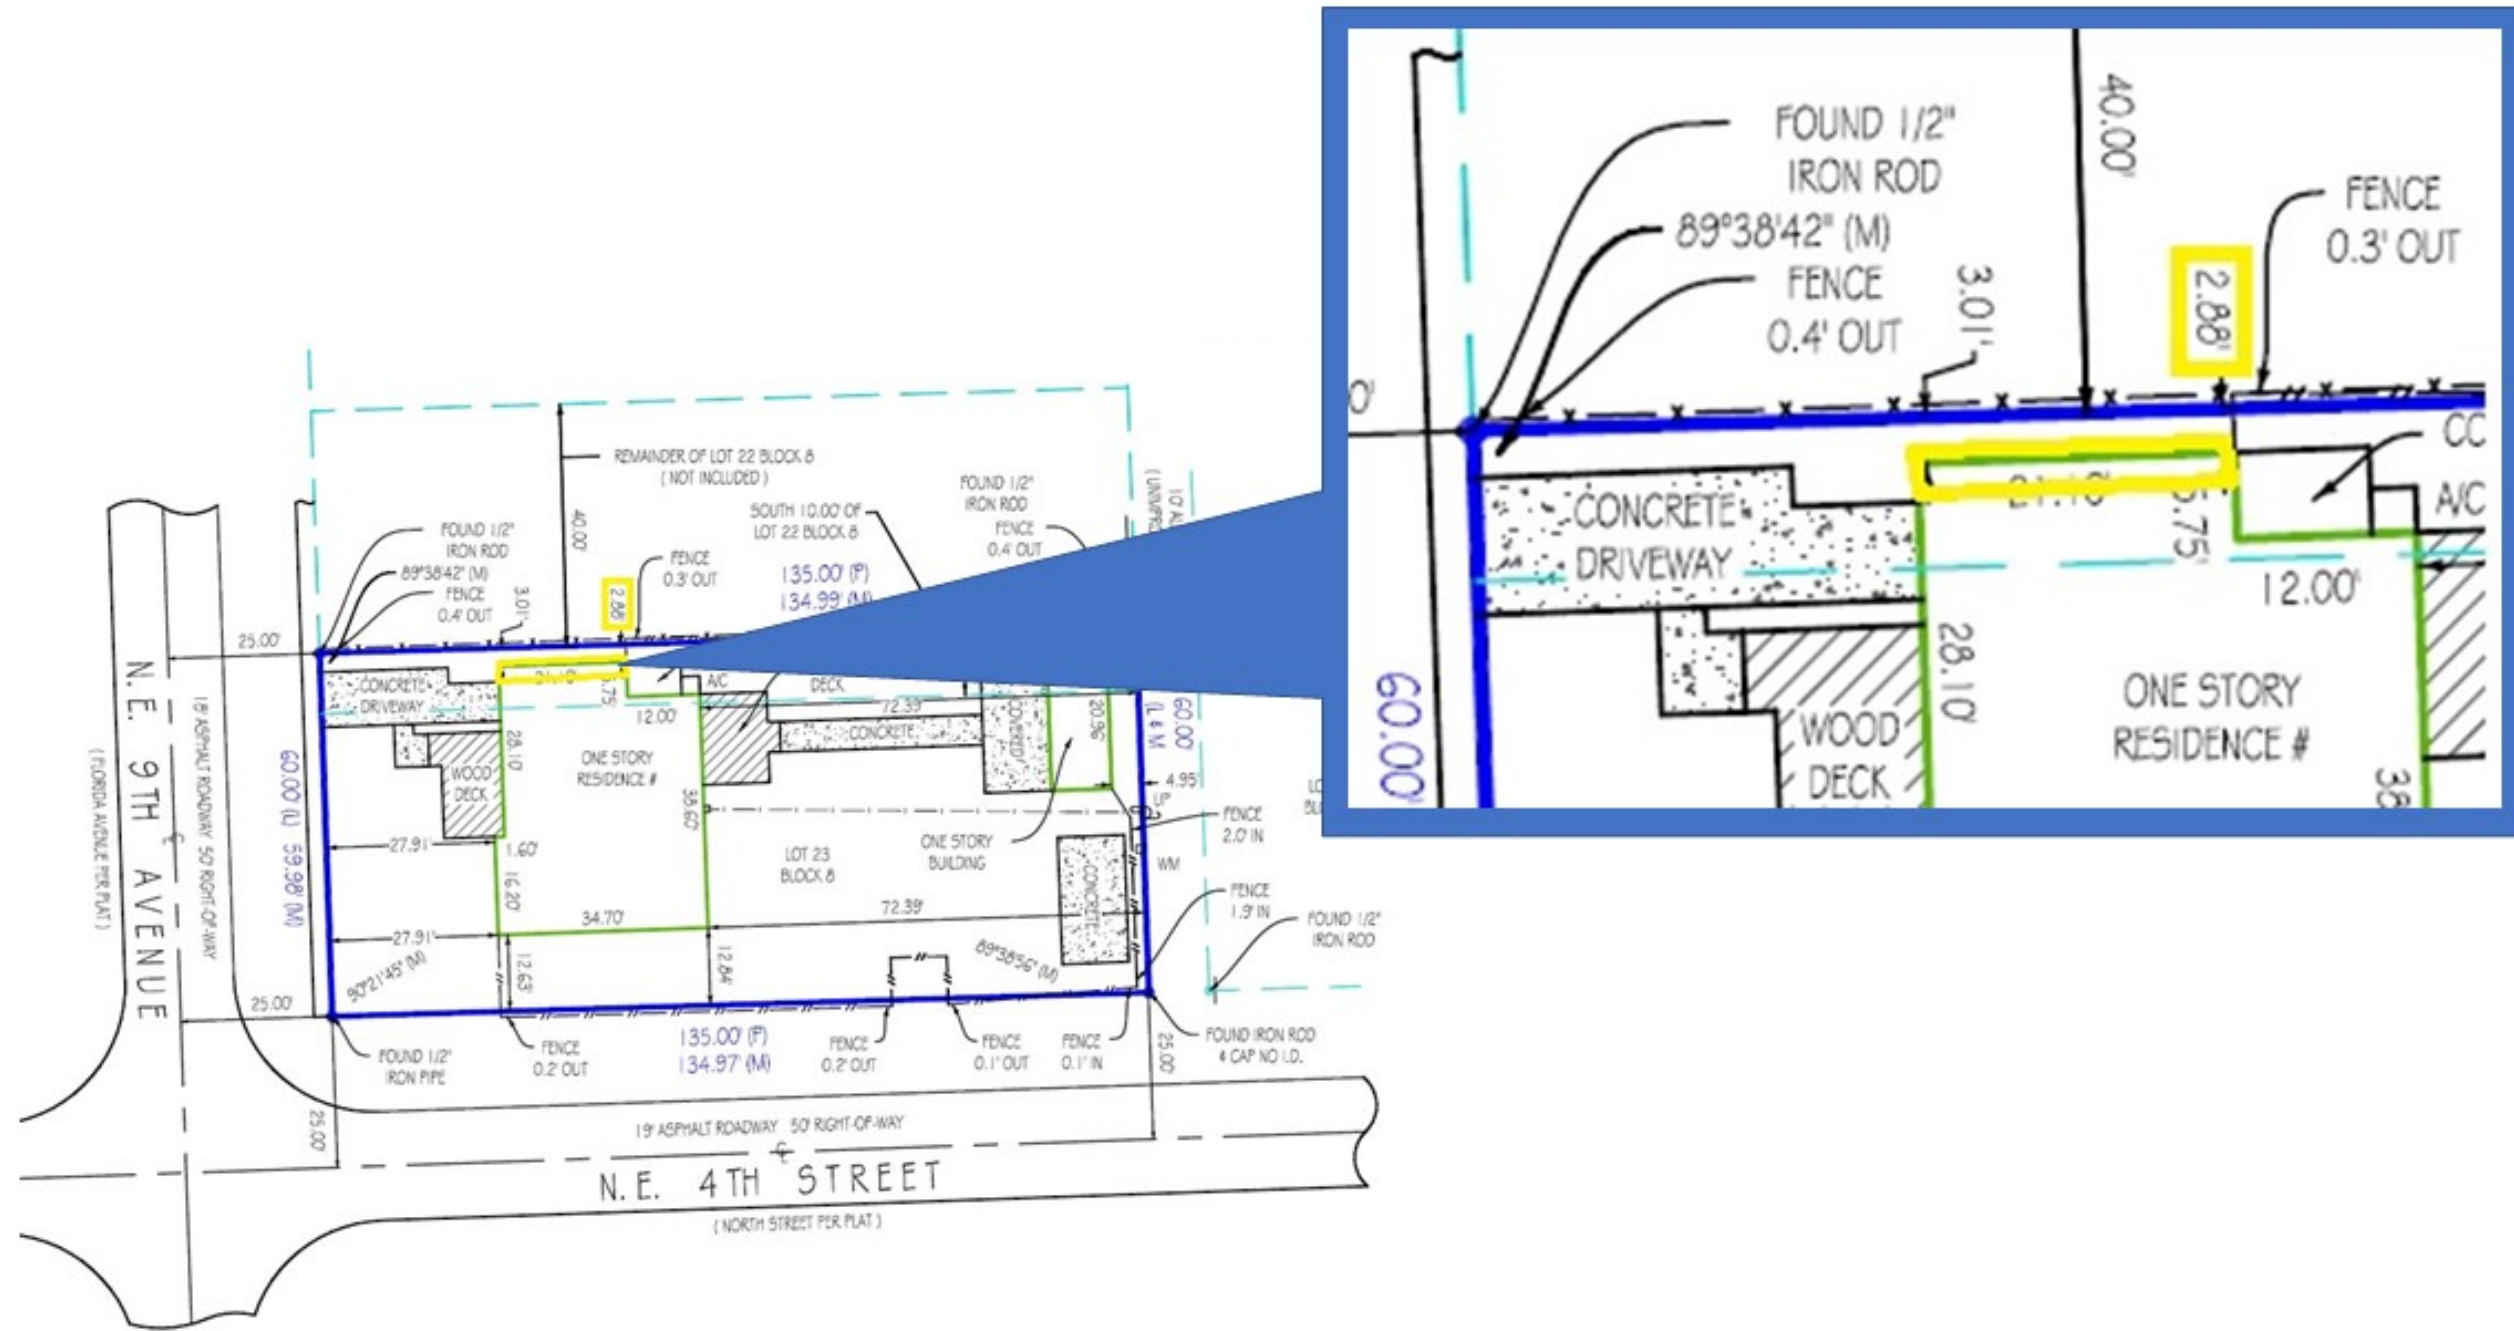 REMAINDER OF LOT 22 BLOCK 8
( NOT INCLUDED )
40.00'
SOUTH 10.00' OF
LOT 22 BLOCK 8
FOUND 1/2"
IRON ROD
FENCE
0.4' OUT
FOUND 1/2"
IRON ROD
89°38'42" (M)
FENCE
0.4' OUT
3.01'
2.88'
FENCE
0.3' OUT
135.00' (P)
134.99' (M)
25.00'
CONCRETE
DRIVEWAY
A/C
DECK
12.00'
72.39'
CONCRETE
COVERED
20.96'
60.00'
4.95'
UP
28.10'
WOOD
DECK
ONE STORY
RESIDENCE #
38.60'
27.91'
1.60'
16.20'
LOT 23
BLOCK 8
ONE STORY
BUILDING
FENCE
2.0' IN
WM
CONCRETE
FENCE
1.9' IN
FOUND 1/2"
IRON ROD
34.70'
72.39'
27.91'
12.63'
12.84'
90°21'45" (M)
89°38'56" (M)
60.00' (L) 59.98' (M)
25.00'
N.E. 9TH AVENUE
( FLORIDA AVENUE PER PLAT )
18' ASPHALT ROADWAY 50' RIGHT-OF-WAY
FOUND 1/2"
IRON PIPE
FENCE
0.2' OUT
135.00' (P)
134.97' (M)
FENCE
0.2' OUT
FENCE
0.1' OUT
FENCE
0.1' IN
25.00'
FOUND IRON ROD
& CAP NO I.D.
25.00'
19' ASPHALT ROADWAY 50' RIGHT-OF-WAY
N.E. 4TH STREET
( NORTH STREET PER PLAT )
FOUND 1/2"
IRON ROD
89°38'42" (M)
FENCE
0.4' OUT
3.01'
40.00'
2.88'
FENCE
0.3' OUT
CONCRETE
DRIVEWAY
A/C
12.00'
28.10'
60.00'
WOOD
DECK
ONE STORY
RESIDENCE #
38